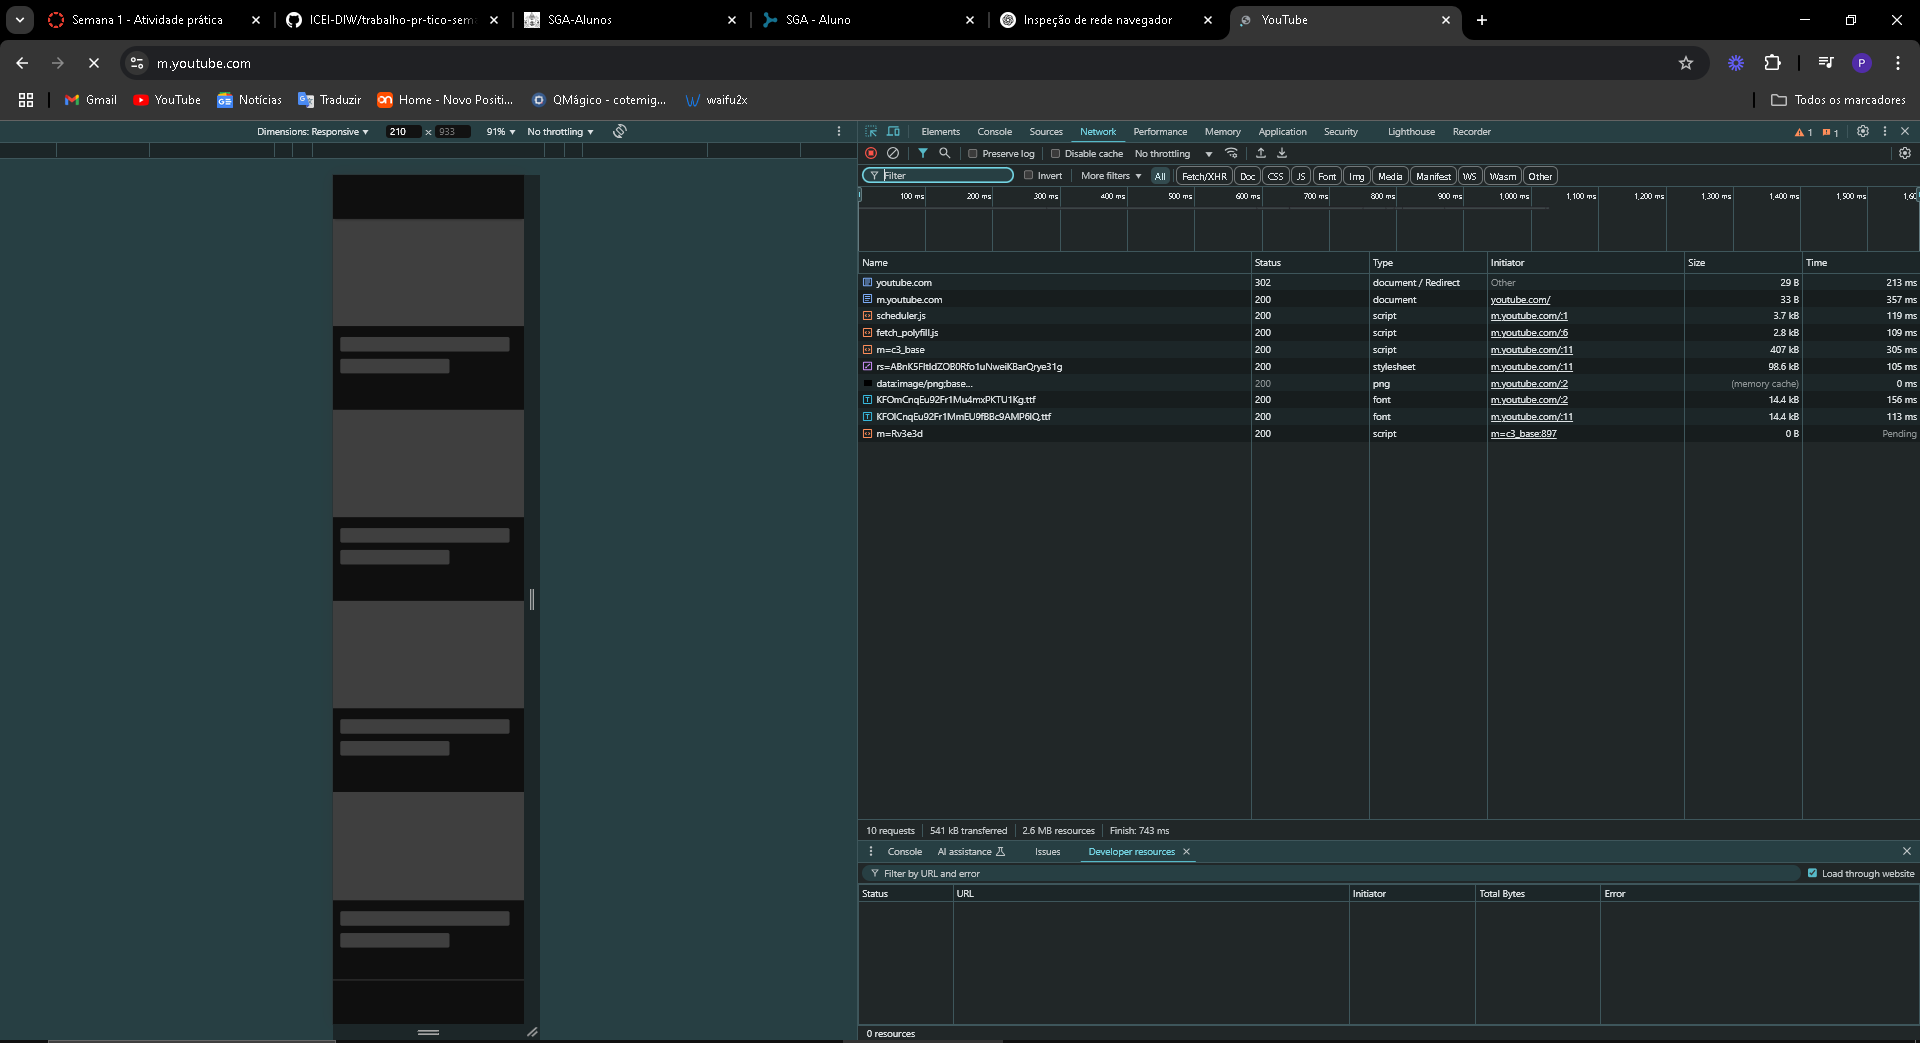 Semana 1 - Atividade prática
ICEI-DIW/trabalho-pr-tico-sem
SGA-Alunos
SGA - Aluno
Inspeção de rede navegador
YouTube
m.youtube.com
P
Gmail
YouTube
Notícias
Traduzir
Home - Novo Positi...
QMágico - cotemig...
waifu2x
Todos os marcadores
Dimensions: Responsive
210 × 933
91%
No throttling
Elements
Console
Sources
Network
Performance
Memory
Application
Security
Lighthouse
Recorder
1
1
Preserve log
Disable cache
No throttling
Filter
Invert
More filters
All
Fetch/XHR
Doc
CSS
JS
Font
Img
Media
Manifest
WS
Wasm
Other
100 ms 200 ms 300 ms 400 ms 500 ms 600 ms 700 ms 800 ms 900 ms 1,000 ms 1,100 ms 1,200 ms 1,300 ms 1,400 ms 1,500 ms
Name Status Type Initiator Size Time
youtube.com 302 document / Redirect Other 29 B 213 ms
m.youtube.com 200 document youtube.com/ 33 B 357 ms
scheduler.js 200 script m.youtube.com/:1 3.7 kB 119 ms
fetch_polyfill.js 200 script m.youtube.com/:6 2.8 kB 109 ms
m=c3_base 200 script m.youtube.com/:11 407 kB 305 ms
rs=ABnK5FltIdZOB0Rfo1uNweiKBarQrye31g 200 stylesheet m.youtube.com/:11 98.6 kB 105 ms
data:image/png;base... 200 png m.youtube.com/:2 (memory cache) 0 ms
KFOmCnqEu92Fr1Mu4mxPKTU1Kg.ttf 200 font m.youtube.com/:2 14.4 kB 156 ms
KFOlCnqEu92Fr1MmEU9fBBc9AMP6lQ.ttf 200 font m.youtube.com/:11 14.4 kB 113 ms
m=Rv3e3d 200 script m=c3_base:897 0 B Pending
10 requests
541 kB transferred
2.6 MB resources
Finish: 743 ms
Console
AI assistance
Issues
Developer resources
Filter by URL and error
Load through website
Status URL Initiator Total Bytes Error
0 resources